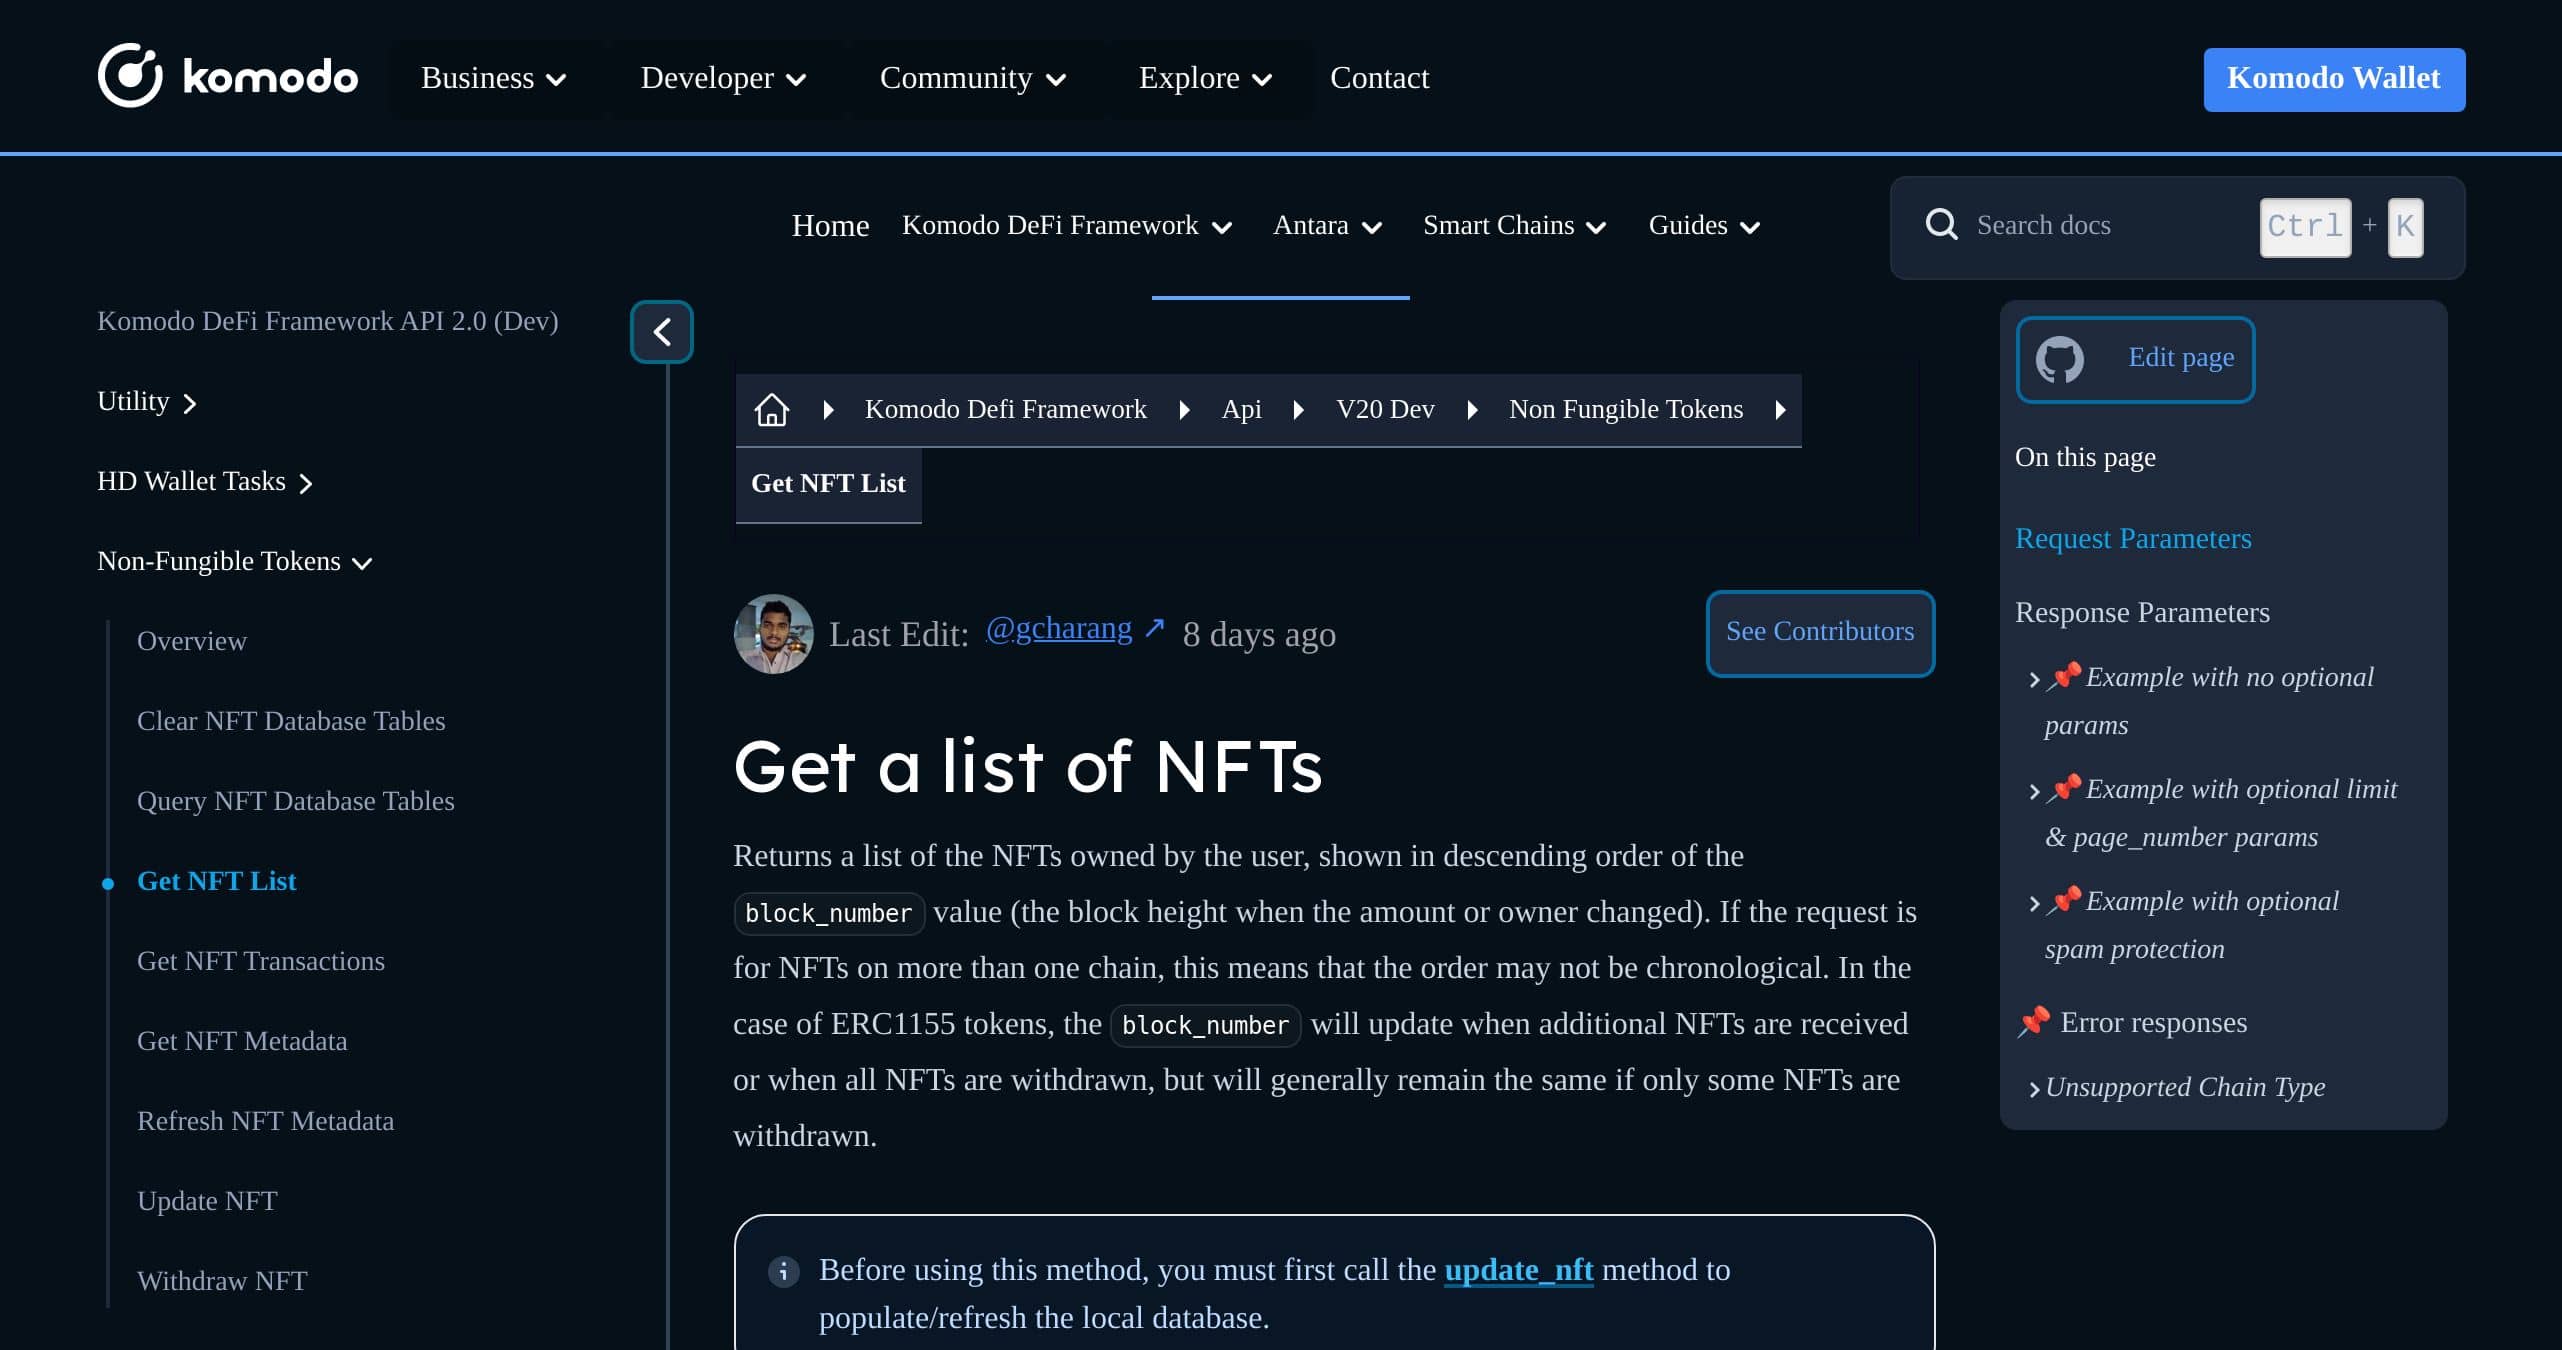 komodo
Business
Developer
Community
Explore
Contact
Komodo Wallet
Home
Komodo DeFi Framework
Antara
Smart Chains
Guides
Search docs
Ctrl + K
Komodo DeFi Framework API 2.0 (Dev)
Utility
HD Wallet Tasks
Non-Fungible Tokens
Overview
Clear NFT Database Tables
Query NFT Database Tables
Get NFT List
Get NFT Transactions
Get NFT Metadata
Refresh NFT Metadata
Update NFT
Withdraw NFT
Komodo Defi Framework
Api
V20 Dev
Non Fungible Tokens
Get NFT List
Last Edit: @gcharang ↗ 8 days ago
See Contributors
Get a list of NFTs
Returns a list of the NFTs owned by the user, shown in descending order of the
block_number value (the block height when the amount or owner changed). If the request is
for NFTs on more than one chain, this means that the order may not be chronological. In the
case of ERC1155 tokens, the block_number will update when additional NFTs are received
or when all NFTs are withdrawn, but will generally remain the same if only some NFTs are
withdrawn.
Before using this method, you must first call the update_nft method to
populate/refresh the local database.
Edit page
On this page
Request Parameters
Response Parameters
📌 Example with no optional
params
📌 Example with optional limit
& page_number params
📌 Example with optional
spam protection
📌 Error responses
Unsupported Chain Type